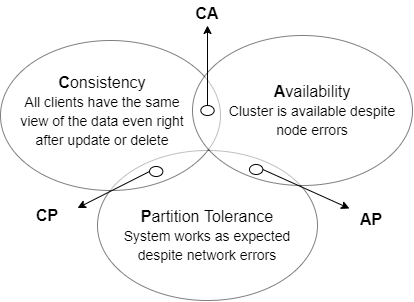 CA
Consistency
All clients have the same
view of the data even right
after update or delete
Availability
Cluster is available despite
node errors
CP
Partition Tolerance
System works as expected
despite network errors
AP